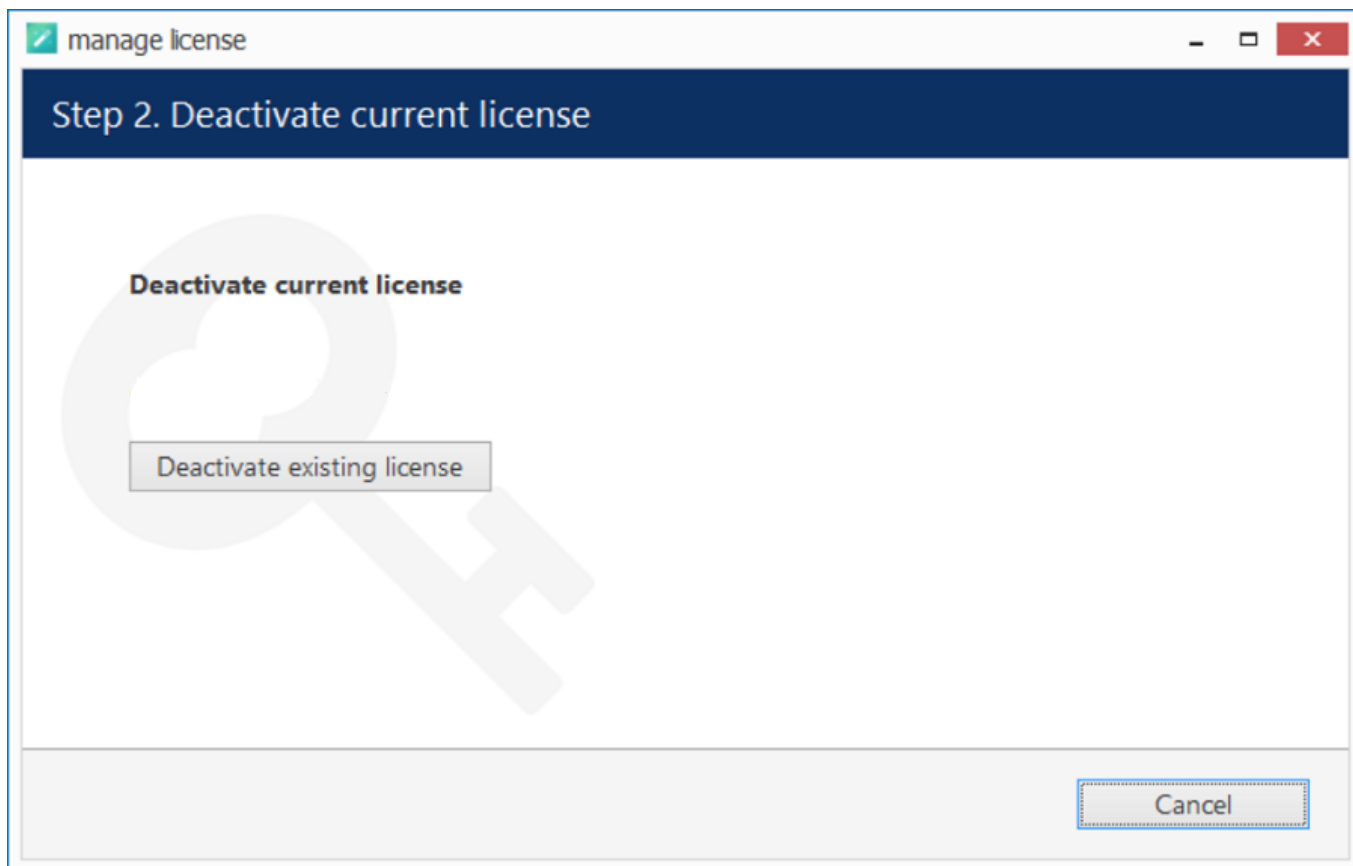 manage license
Step 2. Deactivate current license
Deactivate current license
Deactivate existing license
Cancel